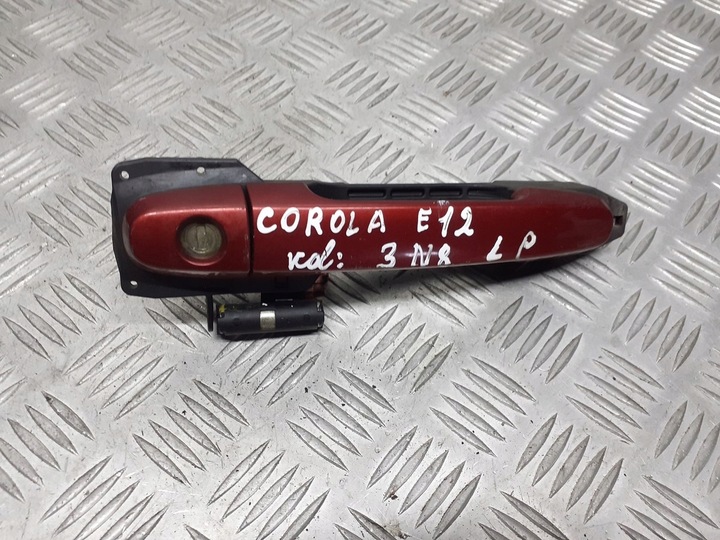 COROLA E12
kol: 3N8 LP